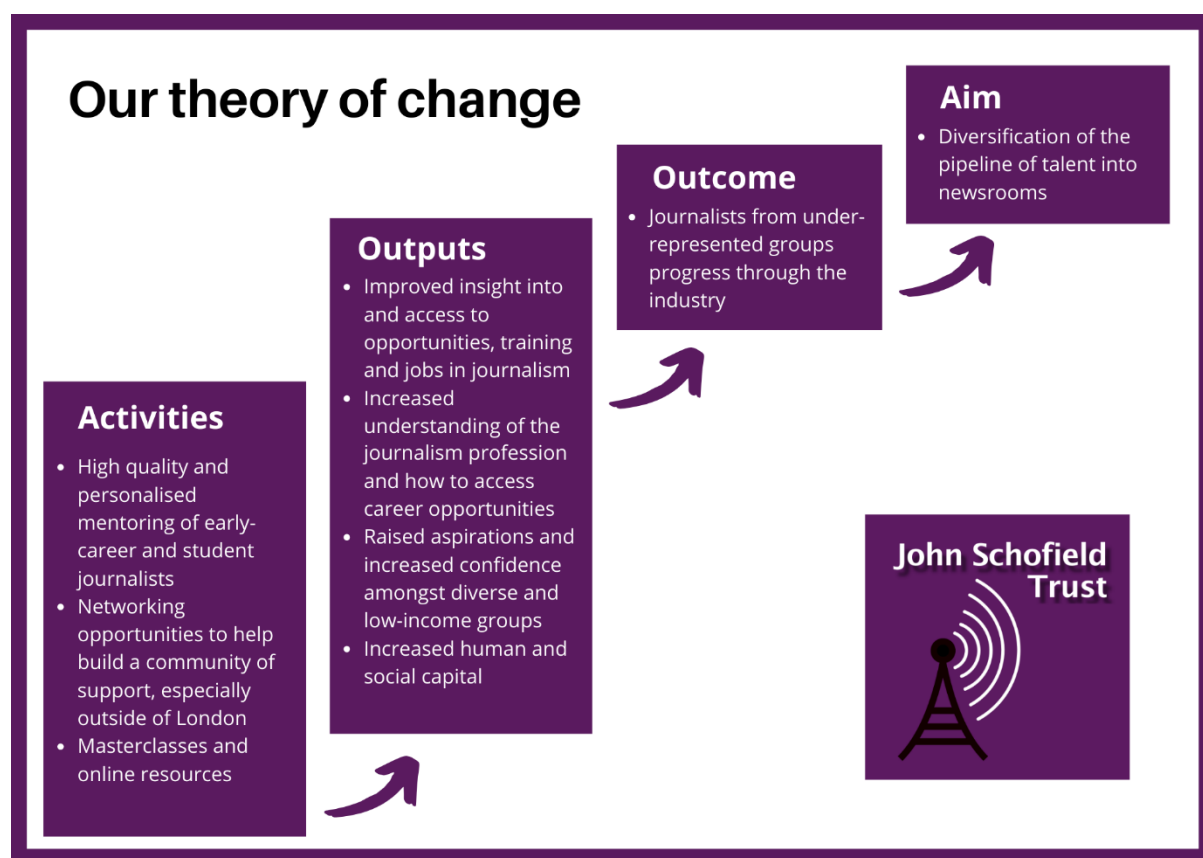 Our theory of change
Activities
• High quality and
personalised
mentoring of early-
career and student
journalists
• Networking
opportunities to help
build a community of
support, especially
outside of London
• Masterclasses and
online resources
Outputs
• Improved insight into
and access to
opportunities, training
and jobs in journalism
• Increased
understanding of the
journalism profession
and how to access
career opportunities
• Raised aspirations and
increased confidence
amongst diverse and
low-income groups
• Increased human and
social capital
Outcome
• Journalists from under-
represented groups
progress through the
industry
Aim
• Diversification of the
pipeline of talent into
newsrooms
John Schofield
Trust